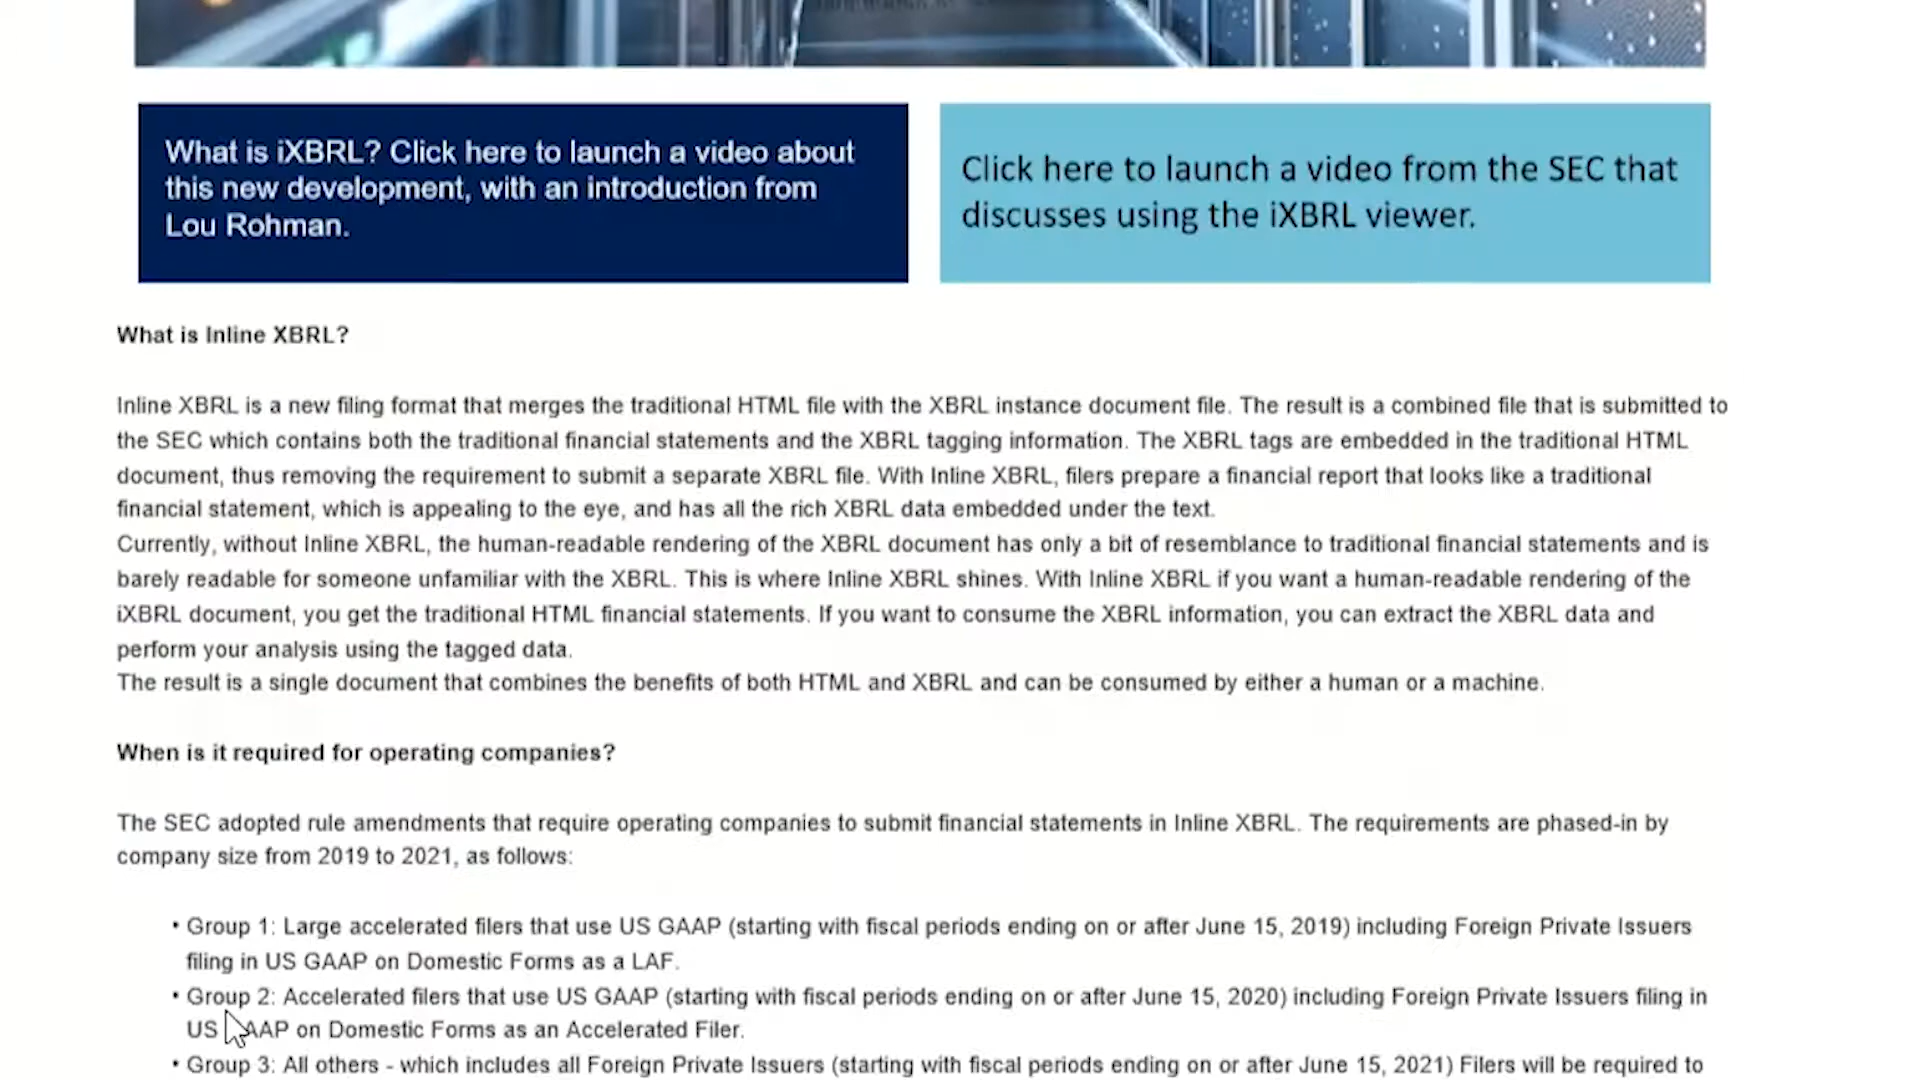 What is iXBRL? Click here to launch a video about
this new development, with an introduction from
Lou Rohman.
Click here to launch a video from the SEC that
discusses using the iXBRL viewer.
What is Inline XBRL?
Inline XBRL is a new filing format that merges the traditional HTML file with the XBRL instance document file. The result is a combined file that is submitted to
the SEC which contains both the traditional financial statements and the XBRL tagging information. The XBRL tags are embedded in the traditional HTML
document, thus removing the requirement to submit a separate XBRL file. With Inline XBRL, filers prepare a financial report that looks like a traditional
financial statement, which is appealing to the eye, and has all the rich XBRL data embedded under the text.
Currently, without Inline XBRL, the human-readable rendering of the XBRL document has only a bit of resemblance to traditional financial statements and is
barely readable for someone unfamiliar with the XBRL. This is where Inline XBRL shines. With Inline XBRL if you want a human-readable rendering of the
iXBRL document, you get the traditional HTML financial statements. If you want to consume the XBRL information, you can extract the XBRL data and
perform your analysis using the tagged data.
The result is a single document that combines the benefits of both HTML and XBRL and can be consumed by either a human or a machine.
When is it required for operating companies?
The SEC adopted rule amendments that require operating companies to submit financial statements in Inline XBRL. The requirements are phased-in by
company size from 2019 to 2021, as follows:
• Group 1: Large accelerated filers that use US GAAP (starting with fiscal periods ending on or after June 15, 2019) including Foreign Private Issuers
filing in US GAAP on Domestic Forms as a LAF.
• Group 2: Accelerated filers that use US GAAP (starting with fiscal periods ending on or after June 15, 2020) including Foreign Private Issuers filing in
US GAAP on Domestic Forms as an Accelerated Filer.
• Group 3: All others - which includes all Foreign Private Issuers (starting with fiscal periods ending on or after June 15, 2021) Filers will be required to